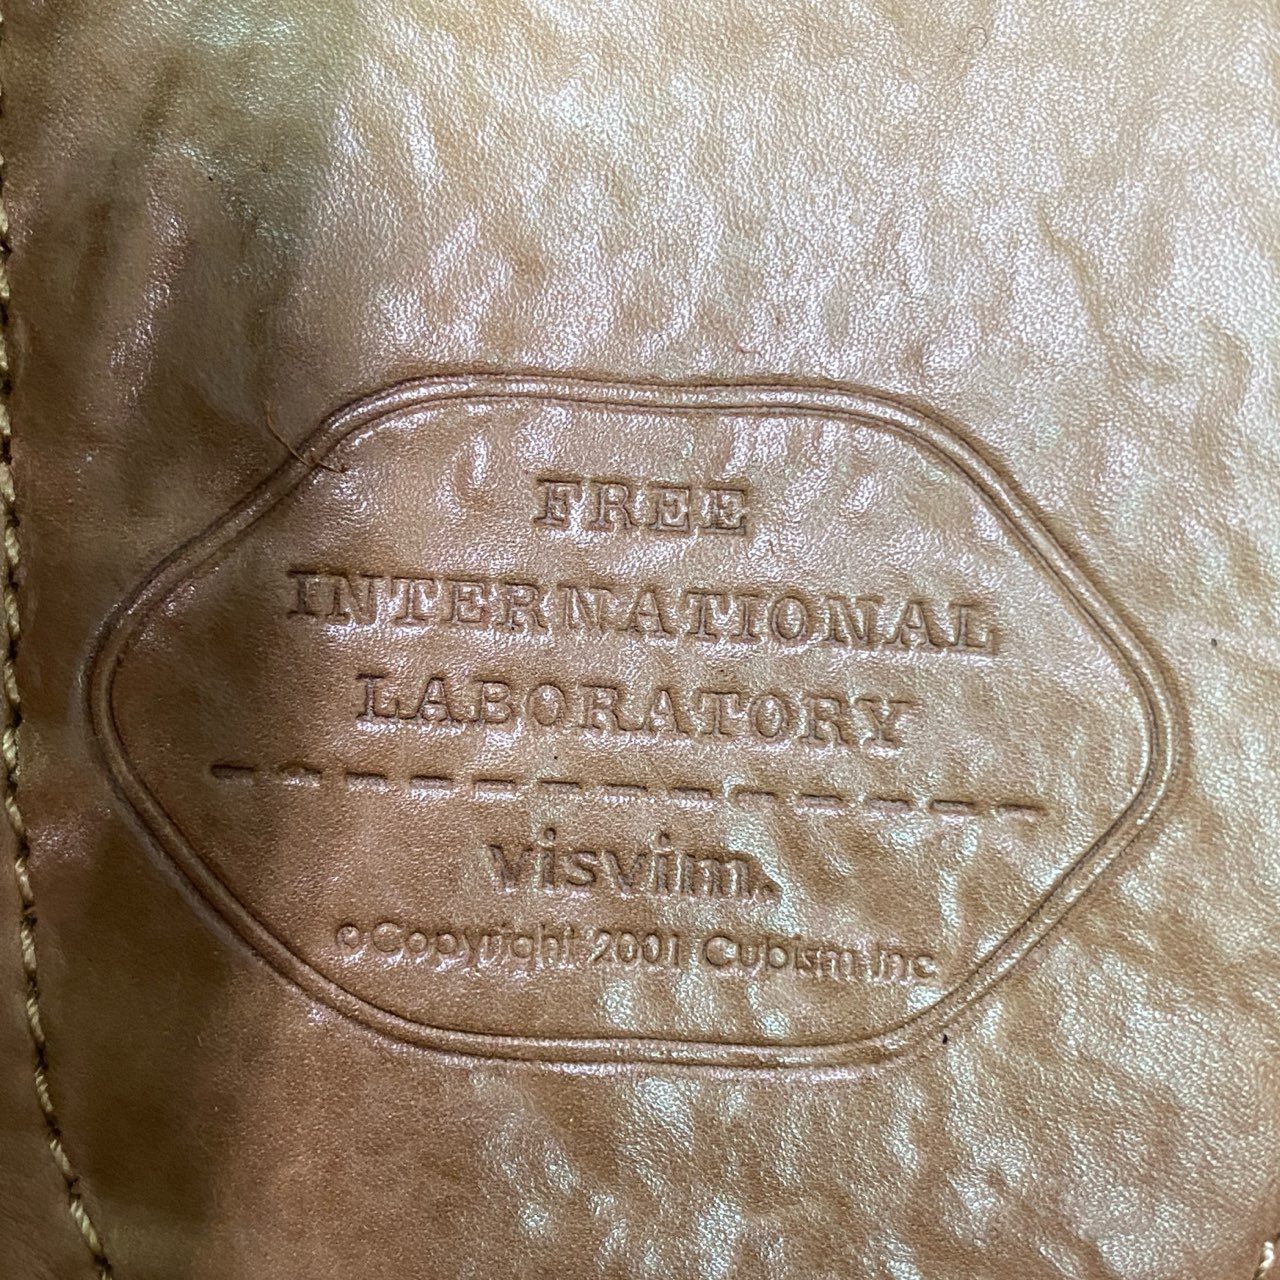 FREE
INTERNATIONAL
LABORATORY
visvim.
©Copyright 2001 Cubism Inc